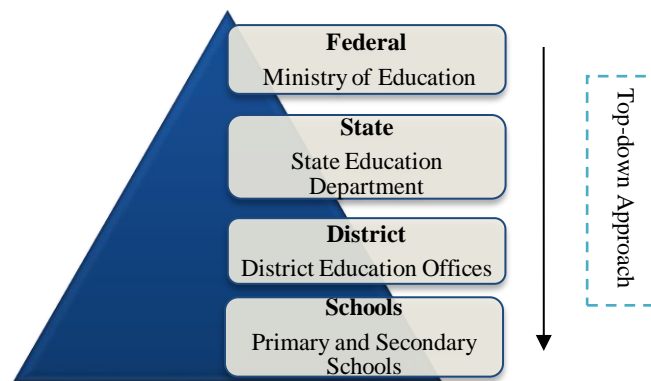 Federal
Ministry of Education
State
State Education
Department
District
District Education Offices
Schools
Primary and Secondary
Schools
Top-down Approach